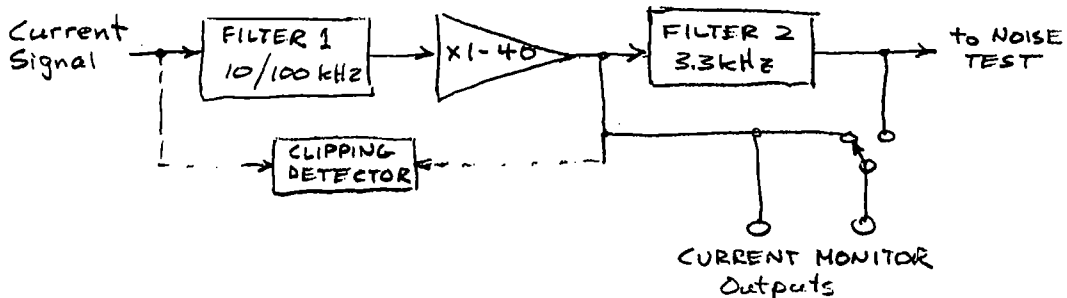 Current
Signal
FILTER 1
10/100 kHz
x1-40
FILTER 2
3.3kHz
to NOISE
TEST
CLIPPING
DETECTOR
CURRENT MONITOR
Outputs